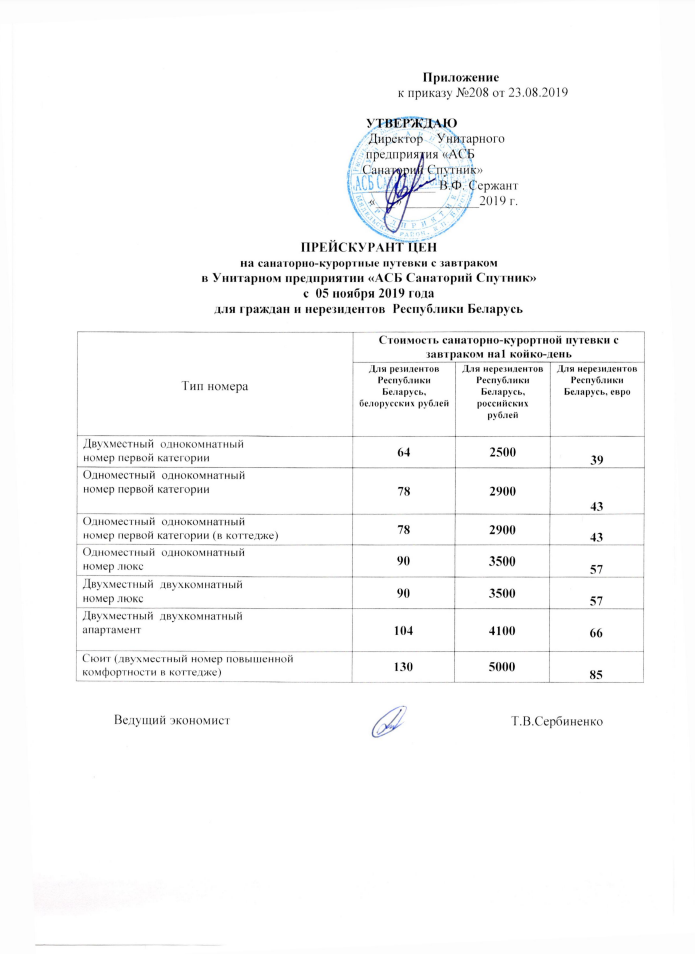 Приложение
к приказу №208 от 23.08.2019
УТВЕРЖДАЮ
Директор Унитарного
предприятия «АСБ
Санаторий Спутник»
В.Ф. Сержант
« » 2019 г.
ПРЕЙСКУРАНТ ЦЕН
на санаторно-курортные путевки с завтраком
в Унитарном предприятии «АСБ Санаторий Спутник»
с 05 ноября 2019 года
для граждан и нерезидентов Республики Беларусь
Тип номера
Стоимость санаторно-курортной путевки с
завтраком на1 койко-день
Для резидентов
Республики
Беларусь,
белорусских рублей
Для нерезидентов
Республики
Беларусь,
российских
рублей
Для нерезидентов
Республики
Беларусь, евро
Двухместный однокомнатный
номер первой категории
64 2500 39
Одноместный однокомнатный
номер первой категории
78 2900 43
Одноместный однокомнатный
номер первой категории (в коттедже)
78 2900 43
Одноместный однокомнатный
номер люкс
90 3500 57
Двухместный двухкомнатный
номер люкс
90 3500 57
Двухместный двухкомнатный
апартамент
104 4100 66
Сюит (двухместный номер повышенной
комфортности в коттедже)
130 5000 85
Ведущий экономист Т.В.Сербиненко